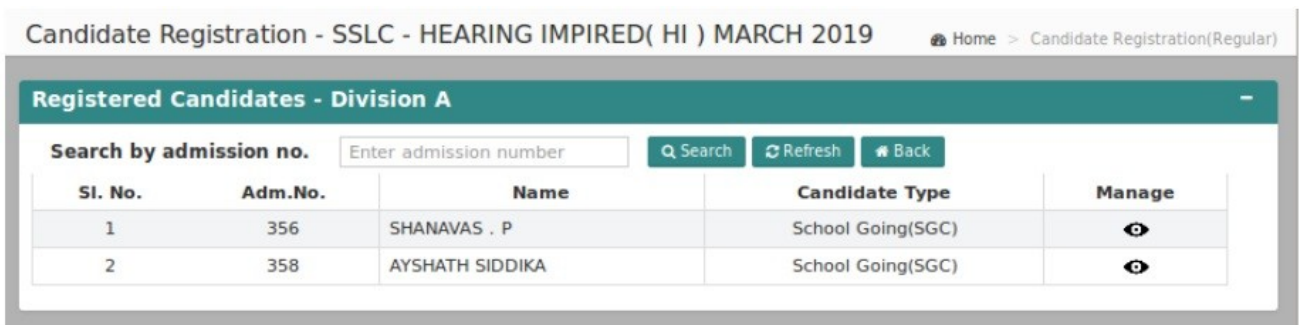 Candidate Registration - SSLC - HEARING IMPIRED( HI ) MARCH 2019 Home > Candidate Registration(Regular)
Registered Candidates - Division A
Search by admission no. Enter admission number Search Refresh Back
Sl. No. Adm.No. Name Candidate Type Manage
1 356 SHANAVAS . P School Going(SGC)
2 358 AYSHATH SIDDIKA School Going(SGC)